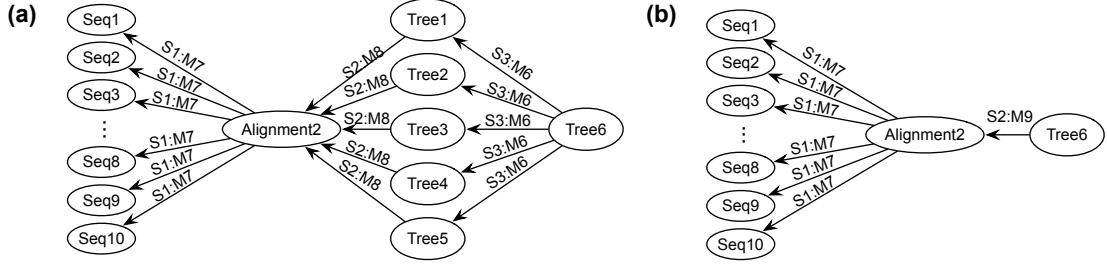 (a)
Seq1
Seq2
Seq3
⋮
Seq8
Seq9
Seq10
S1:M7
S1:M7
S1:M7
S1:M7
S1:M7
S1:M7
Alignment2
S2:M8
S2:M8
S2:M8
S2:M8
S2:M8
Tree1
Tree2
Tree3
Tree4
Tree5
S3:M6
S3:M6
S3:M6
S3:M6
S3:M6
Tree6
(b)
Seq1
Seq2
Seq3
⋮
Seq8
Seq9
Seq10
S1:M7
S1:M7
S1:M7
S1:M7
S1:M7
S1:M7
Alignment2
S2:M9
Tree6